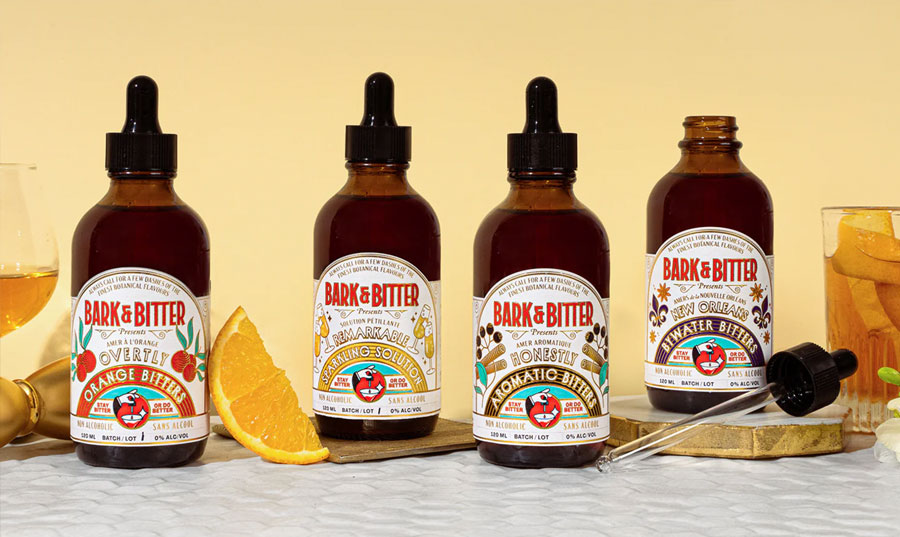 ALWAYS CALL FOR A FEW DASHES OF THE
FINEST BOTANICAL FLAVOURS
BARK & BITTER
Presents
AMER À L'ORANGE
OVERTLY
ORANGE BITTERS
STAY BITTER
OR DO BETTER
NON ALCOHOLIC
SANS ALCOOL
120 ML
BATCH / LOT
0% ALC/VOL
ALWAYS CALL FOR A FEW DASHES OF THE
FINEST BOTANICAL FLAVOURS
BARK & BITTER
Presents
SOLUTION PÉTILLANTE
REMARKABLE
SPARKLING SOLUTION
STAY BITTER
OR DO BETTER
NON ALCOHOLIC
SANS ALCOOL
120 ML
BATCH / LOT
0% ALC/VOL
ALWAYS CALL FOR A FEW DASHES OF THE
FINEST BOTANICAL FLAVOURS
BARK & BITTER
Presents
AMER AROMATIQUE
HONESTLY
AROMATIC BITTERS
STAY BITTER
OR DO BETTER
NON ALCOHOLIC
SANS ALCOOL
120 ML
BATCH / LOT
0% ALC/VOL
ALWAYS CALL FOR A FEW DASHES OF THE
FINEST BOTANICAL FLAVOURS
BARK & BITTER
Presents
AMERS de la NOUVELLE ORLÉANS
NEW ORLEANS
BIWATER BITTERS
STAY BITTER
OR DO BETTER
NON ALCOHOLIC
SANS ALCOOL
120 ML
BATCH / LOT
0% ALC/VOL